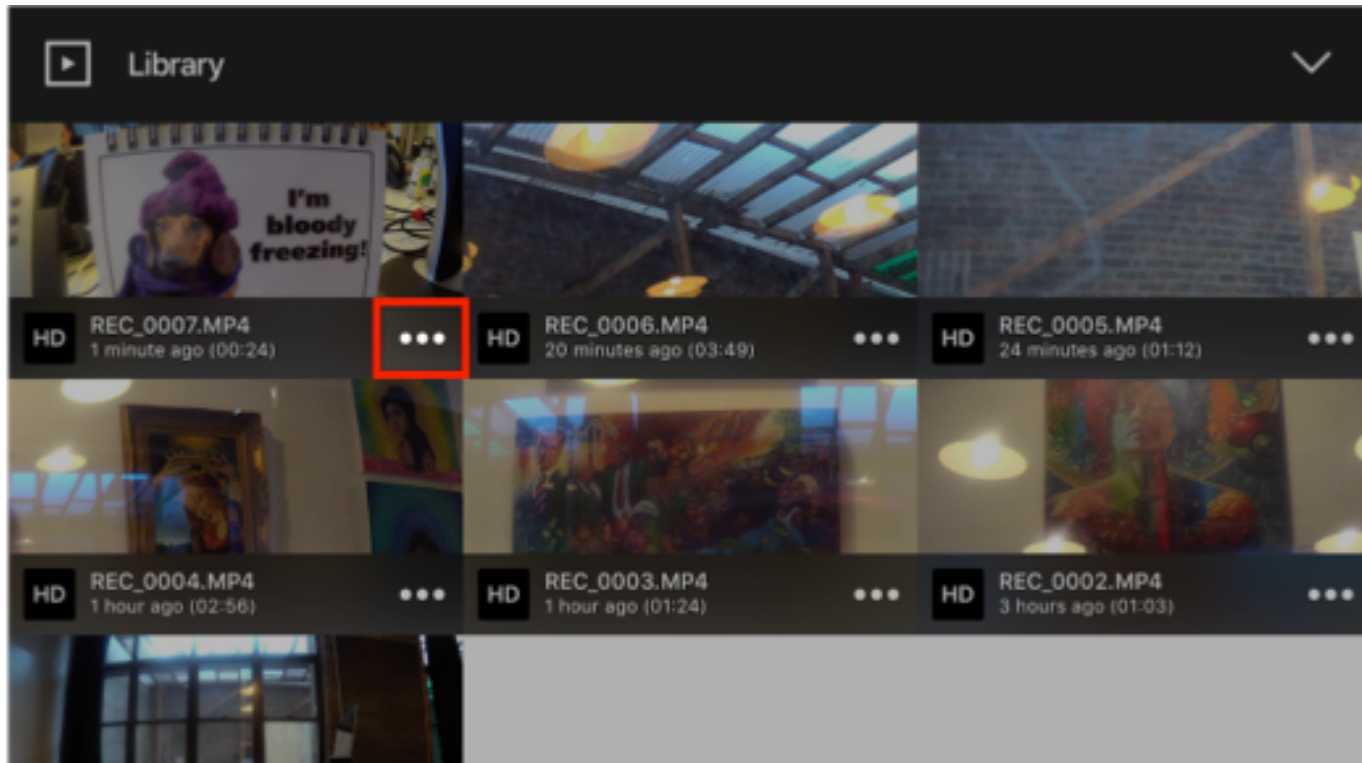 Library
I'm
bloody
freezing!
HD REC_0007.MP4
1 minute ago (00:24)
HD REC_0006.MP4
20 minutes ago (03:49)
HD REC_0005.MP4
24 minutes ago (01:12)
HD REC_0004.MP4
1 hour ago (02:56)
HD REC_0003.MP4
1 hour ago (01:24)
HD REC_0002.MP4
3 hours ago (01:03)